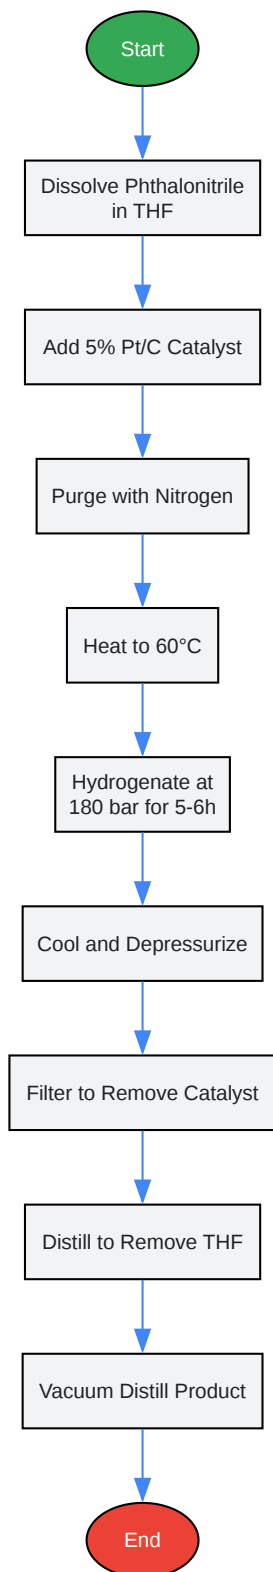 Start
Dissolve Phthalonitrile
in THF
Add 5% Pt/C Catalyst
Purge with Nitrogen
Heat to 60°C
Hydrogenate at
180 bar for 5-6h
Cool and Depressurize
Filter to Remove Catalyst
Distill to Remove THF
Vacuum Distill Product
End